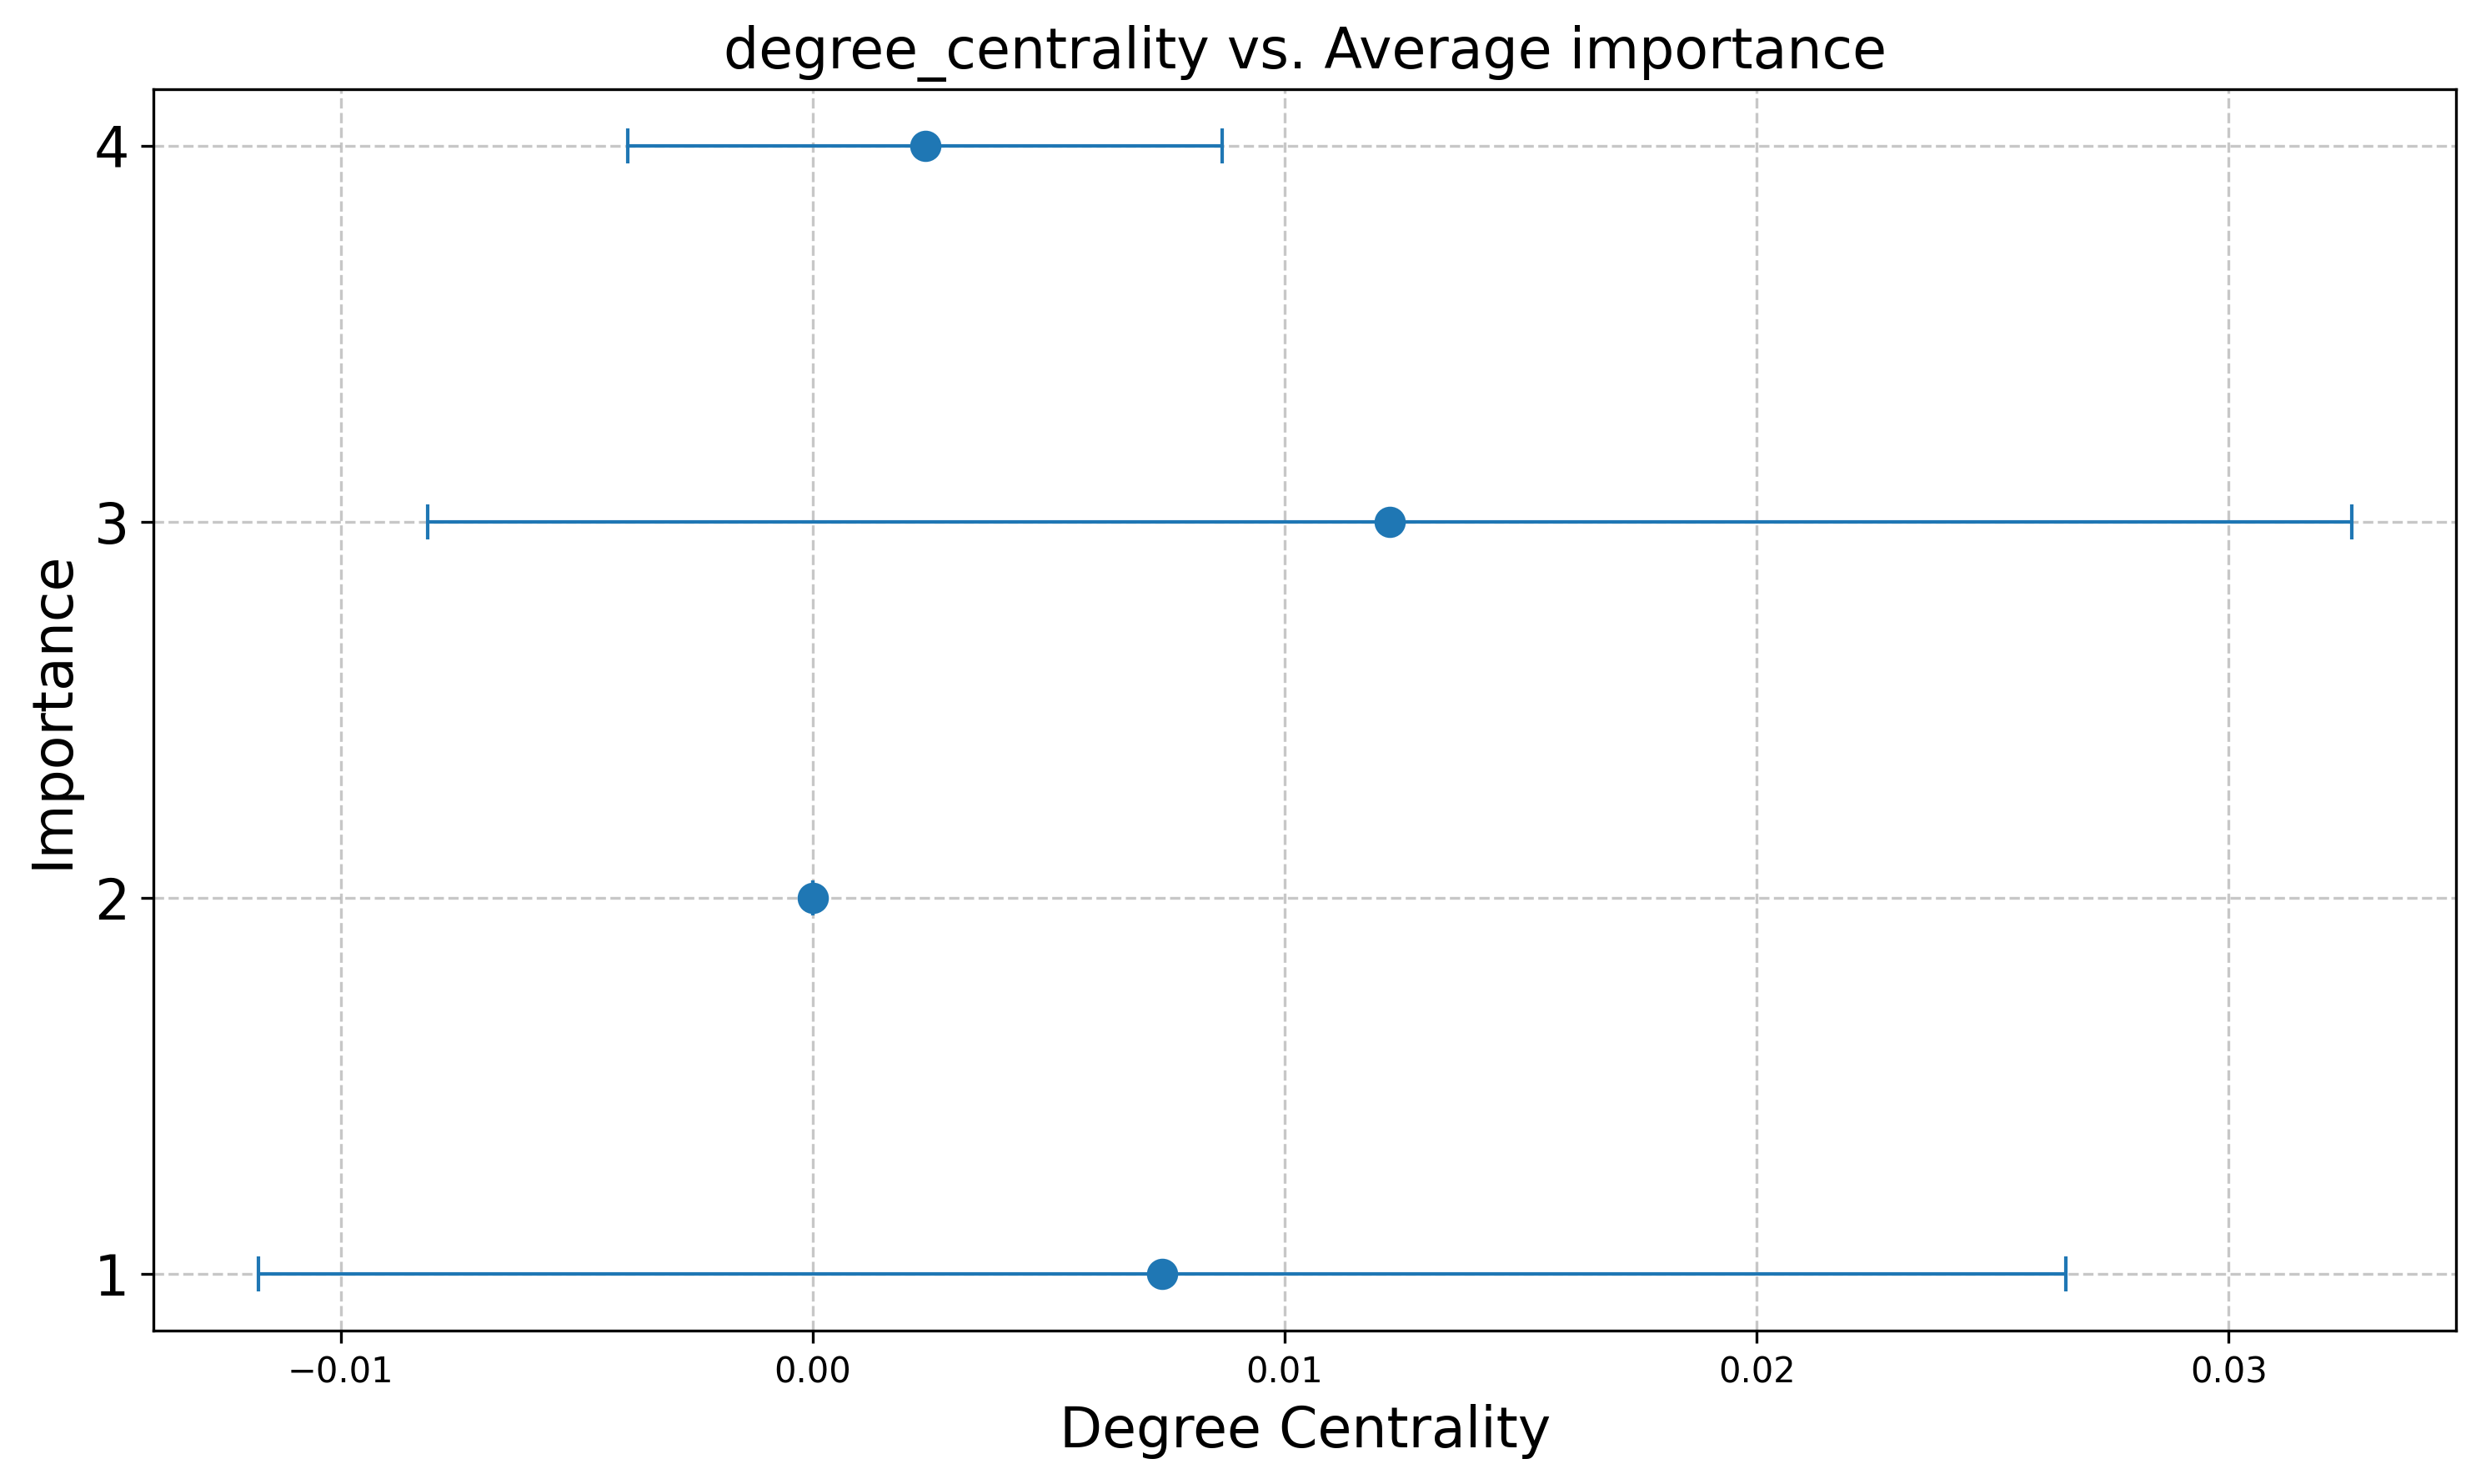 degree_centrality vs. Average importance
4
3
2
1
Importance
−0.01 0.00 0.01 0.02 0.03
Degree Centrality